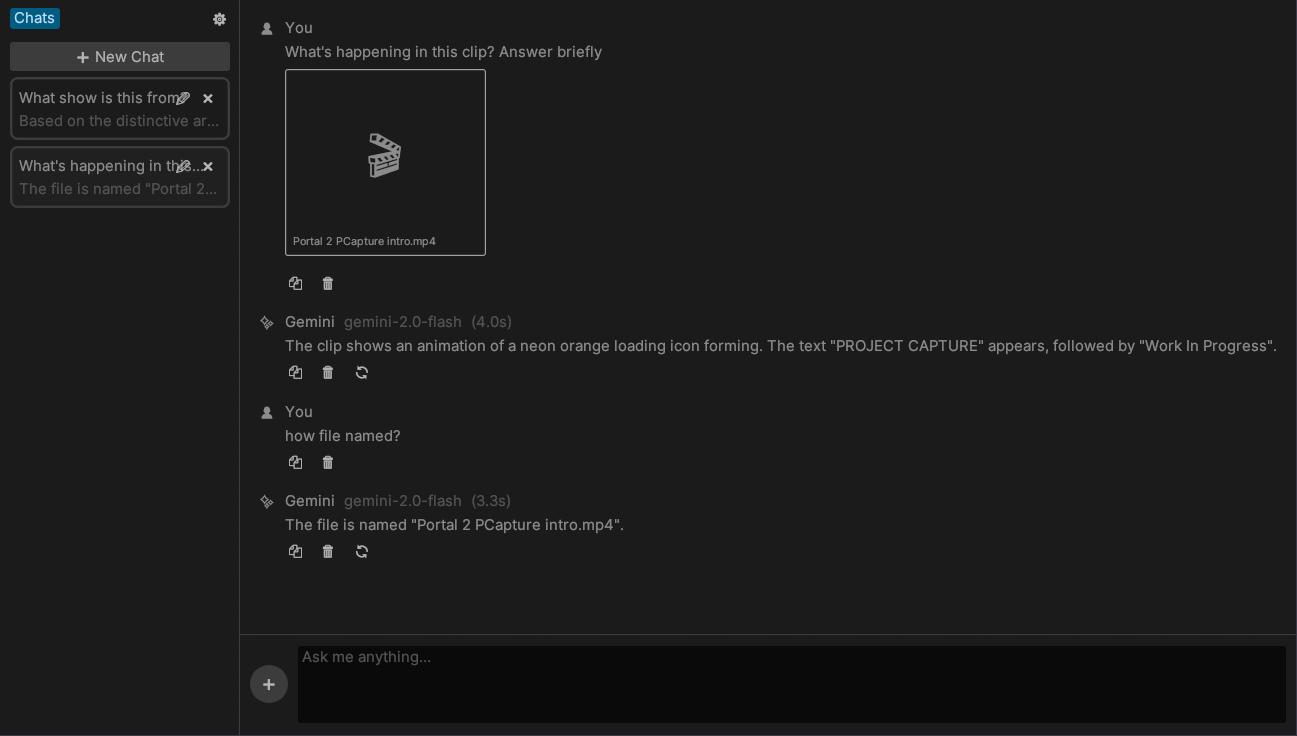 Chats
New Chat
What show is this from
Based on the distinctive ar...
What's happening in this...
The file is named "Portal 2...
You
What's happening in this clip? Answer briefly
Portal 2 PCapture intro.mp4
Gemini gemini-2.0-flash (4.0s)
The clip shows an animation of a neon orange loading icon forming. The text "PROJECT CAPTURE" appears, followed by "Work In Progress".
You
how file named?
Gemini gemini-2.0-flash (3.3s)
The file is named "Portal 2 PCapture intro.mp4".
Ask me anything...